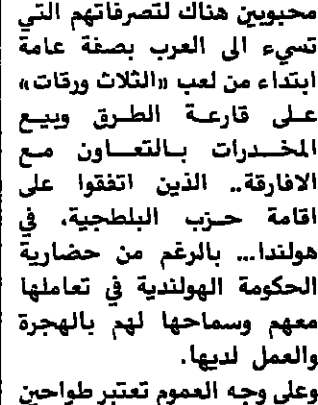 محبوبين هناك لتصرفاتهم التي
تسيء الى العرب بصفة عامة
ابتداء من لعب «الثلاث ورقات»
على قارعة الطرق وبيع
المخدرات بالتعاون مع
الافارقة.. الذين اتفقوا على
اقامة حزب البلطجية، في
هولندا... بالرغم من حضارية
الحكومة الهولندية في تعاملها
معهم وسماحها لهم بالهجرة
والعمل لديها.
وعلى وجه العموم تعتبر طواحين